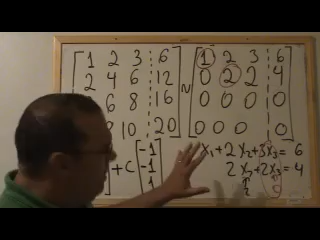 1 2 3 6 ~ 1 2 3 6
2 4 6 12 0 2 2 4
6 8 16 0 0 0 0
8 10 20 0 0 0 0
+C -1 x₁+2x₂+3x₃=6
-1 2x₂+2x₃=4
1